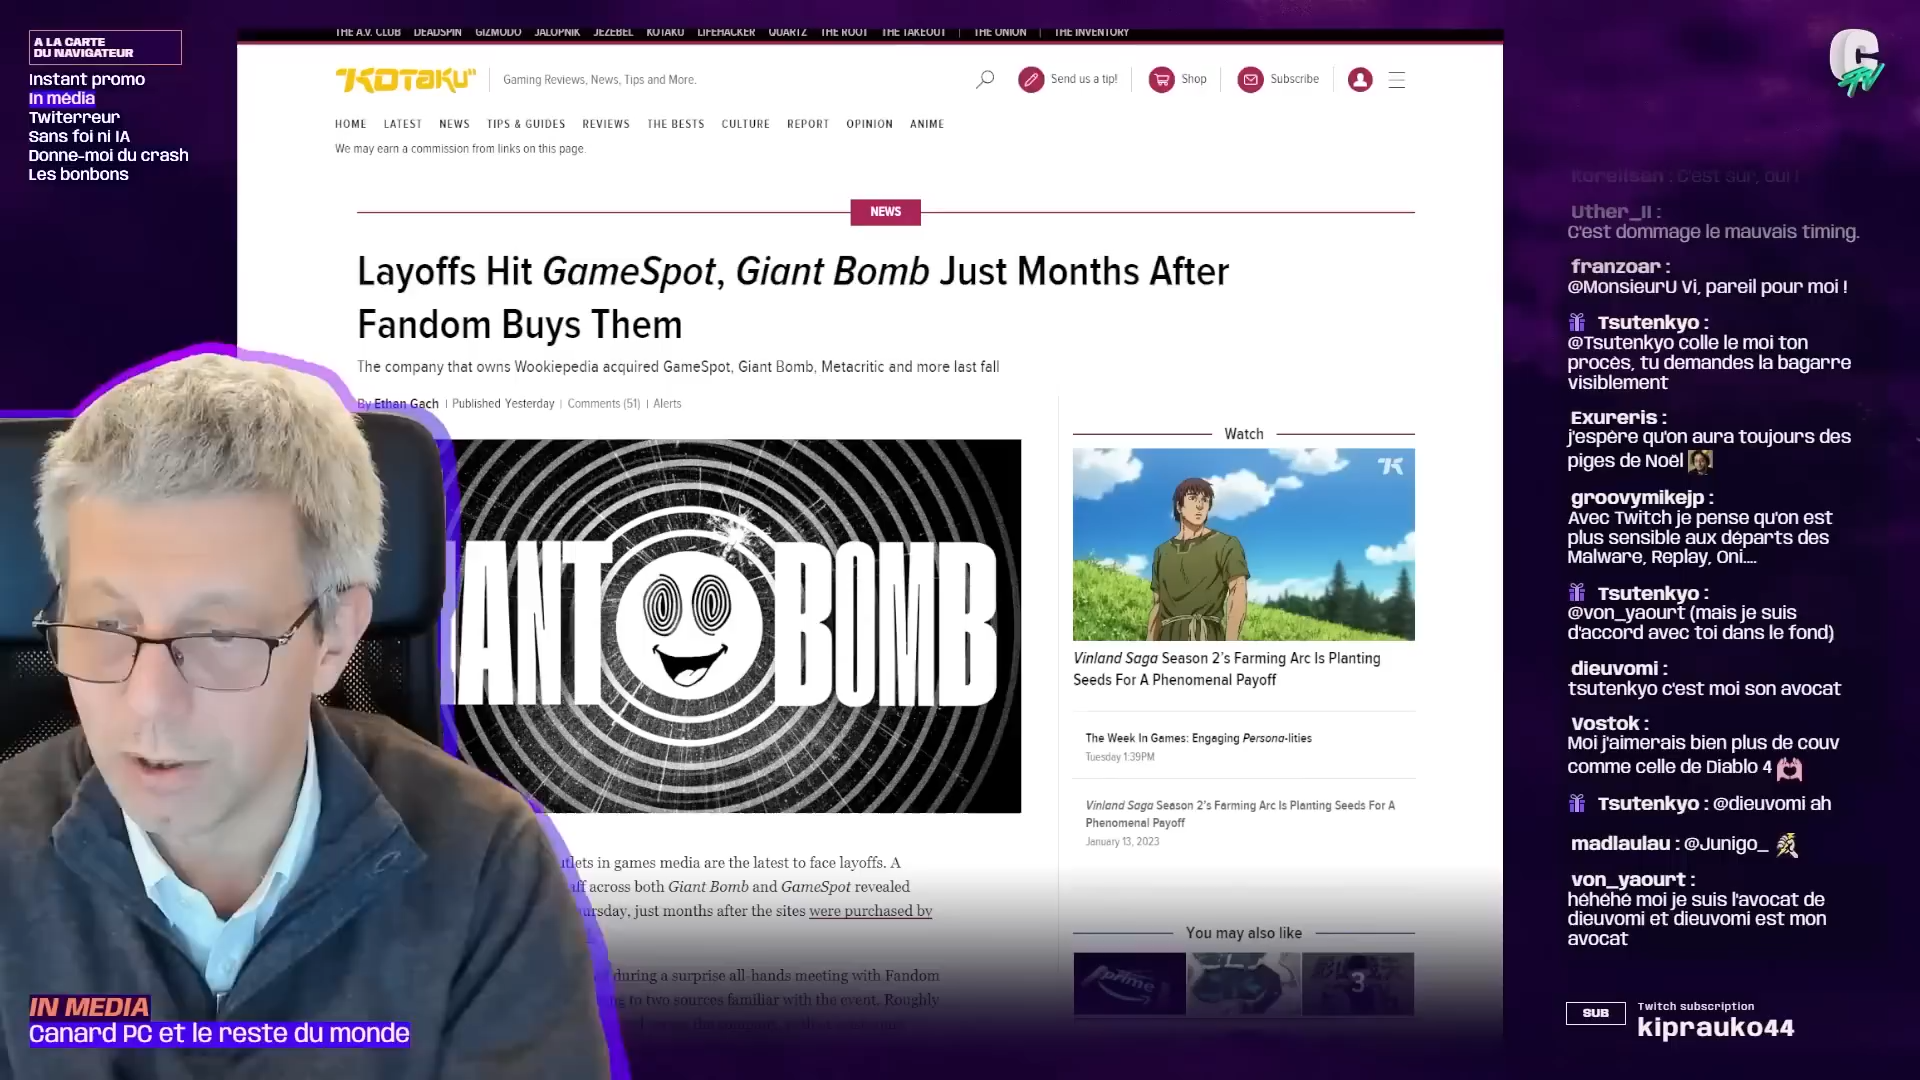 A LA CARTE
DU NAVIGATEUR
Instant promo
In média
Twiterreur
Sans foi ni IA
Donne-moi du crash
Les bonbons
THE A.V. CLUB DEADSPIN GIZMODO JALOPNIK JEZEBEL KOTAKU LIFEHACKER QUARTZ THE ROOT THE TAKEOUT | THE ONION | THE INVENTORY
"KOTAKU" Gaming Reviews, News, Tips and More.
Send us a tip! Shop Subscribe
HOME LATEST NEWS TIPS & GUIDES REVIEWS THE BESTS CULTURE REPORT OPINION ANIME
We may earn a commission from links on this page.
NEWS
Layoffs Hit GameSpot, Giant Bomb Just Months After
Fandom Buys Them
The company that owns Wookiepedia acquired GameSpot, Giant Bomb, Metacritic and more last fall
By Ethan Gach | Published Yesterday | Comments (51) | Alerts
ANT BOMB
in games media are the latest to face layoffs. A
across both Giant Bomb and GameSpot revealed
just months after the sites were purchased by
during a surprise all-hands meeting with Fandom
to two sources familiar with the event. Roughly
Watch
Vinland Saga Season 2's Farming Arc Is Planting
Seeds For A Phenomenal Payoff
The Week In Games: Engaging Persona-lities
Tuesday 1:39PM
Vinland Saga Season 2's Farming Arc Is Planting Seeds For A
Phenomenal Payoff
January 13, 2023
You may also like
prime
3
IN MEDIA
Canard PC et le reste du monde
C TV
Korellsan : C'est sûr, oui !
Uther_II :
C'est dommage le mauvais timing.
franzoar :
@MonsieurU Vi, pareil pour moi !
Tsutenkyo :
@Tsutenkyo colle le moi ton
procès, tu demandes la bagarre
visiblement
Exureris :
j'espère qu'on aura toujours des
piges de Noël
groovymikejp :
Avec Twitch je pense qu'on est
plus sensible aux départs des
Malware, Replay, Oni....
Tsutenkyo :
@von_yaourt (mais je suis
d'accord avec toi dans le fond)
dieuvomi :
tsutenkyo c'est moi son avocat
Vostok :
Moi j'aimerais bien plus de couv
comme celle de Diablo 4
Tsutenkyo : @dieuvomi ah
madlaulau : @Junigo_
von_yaourt :
héhéhé moi je suis l'avocat de
dieuvomi et dieuvomi est mon
avocat
SUB Twitch subscription
kiprauko44